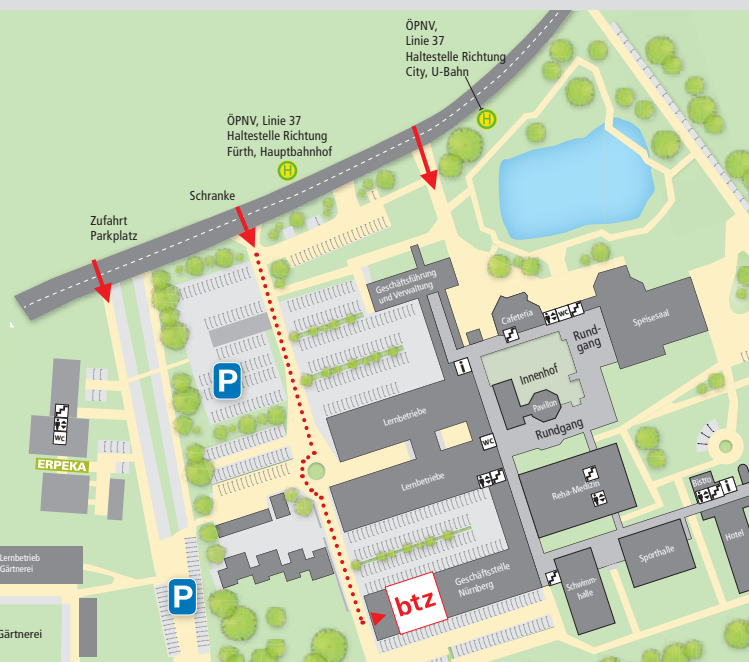 ÖPNV,
Linie 37
Haltestelle Richtung
City, U-Bahn
H
ÖPNV, Linie 37
Haltestelle Richtung
Fürth, Hauptbahnhof
H
Schranke
Zufahrt
Parkplatz
Geschäftsführung
und Verwaltung
Cafeteria
WC
Speisesaal
Rund-
gang
Innenhof
i
P
Pavillon
Lernbetriebe
Rundgang
WC
WC
ERPEKA
Lernbetriebe
Reha-Medizin
Bistro
i
Hotel
Sporthalle
Lernbetrieb
Gärtnerei
Geschäftsstelle
Nürnberg
Schwimm-
halle
P
btz
Gärtnerei